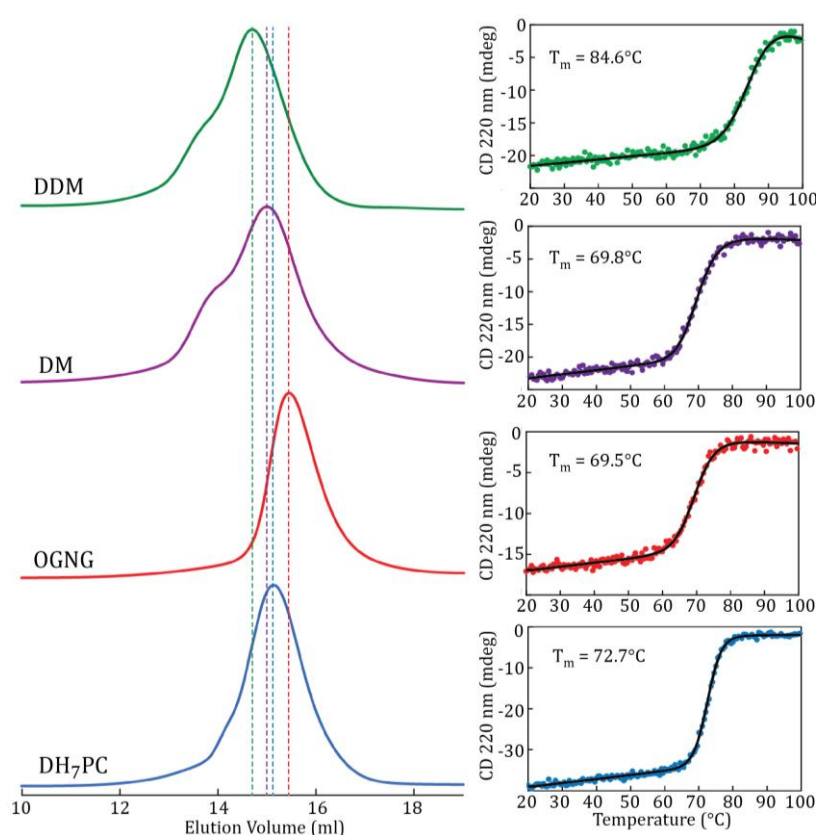 DDM
DM
OGNG
DH₇PC
10 12 14 16 18
Elution Volume (ml)
CD 220 nm (mdeg)
0
-5
-10
-15
-20
Tₘ = 84.6°C
20 30 40 50 60 70 80 90 100
CD 220 nm (mdeg)
0
-5
-10
-15
-20
Tₘ = 69.8°C
20 30 40 50 60 70 80 90 100
CD 220 nm (mdeg)
0
-5
-10
-15
Tₘ = 69.5°C
20 30 40 50 60 70 80 90 100
CD 220 nm (mdeg)
0
-10
-20
-30
Tₘ = 72.7°C
20 30 40 50 60 70 80 90 100
Temperature (°C)